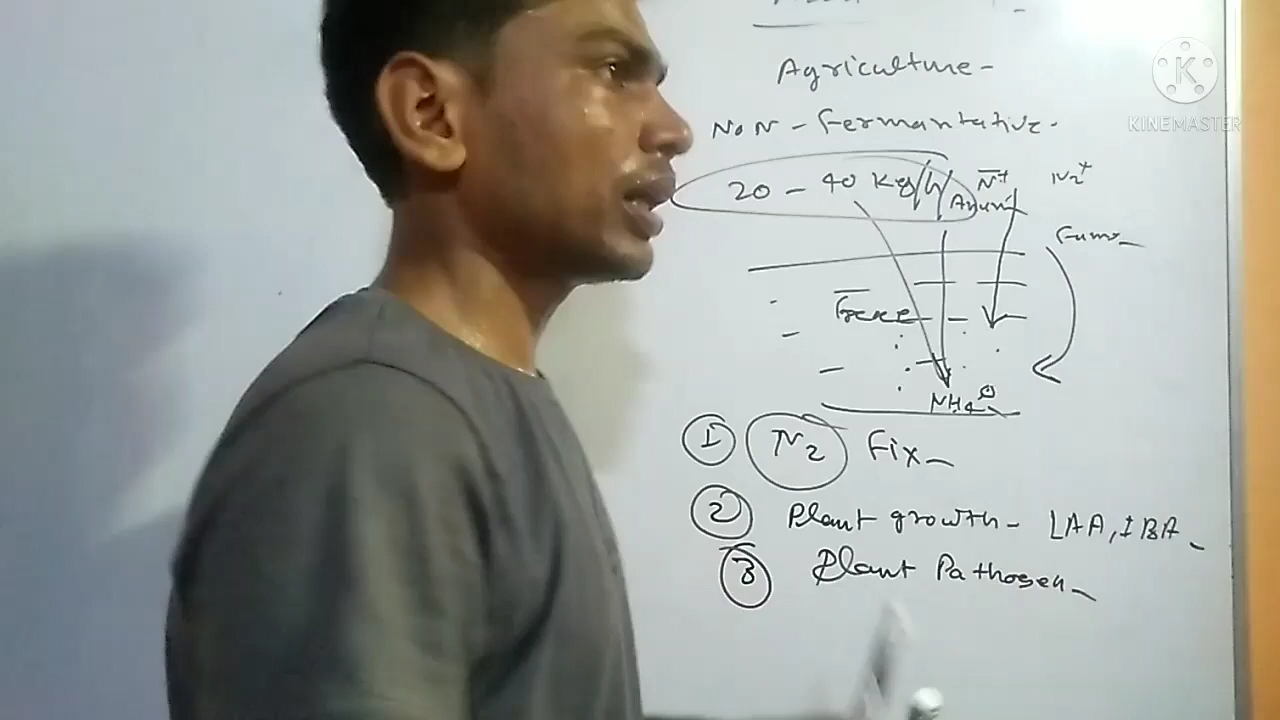 Agriculture -
NON - Fermantative.
20 - 40 Kg/h/
N+
N2+
NH4
1 N2 Fix -
2 Plant growth - IAA, IBA -
3 Plant Pathogen -
K
KINEMASTER